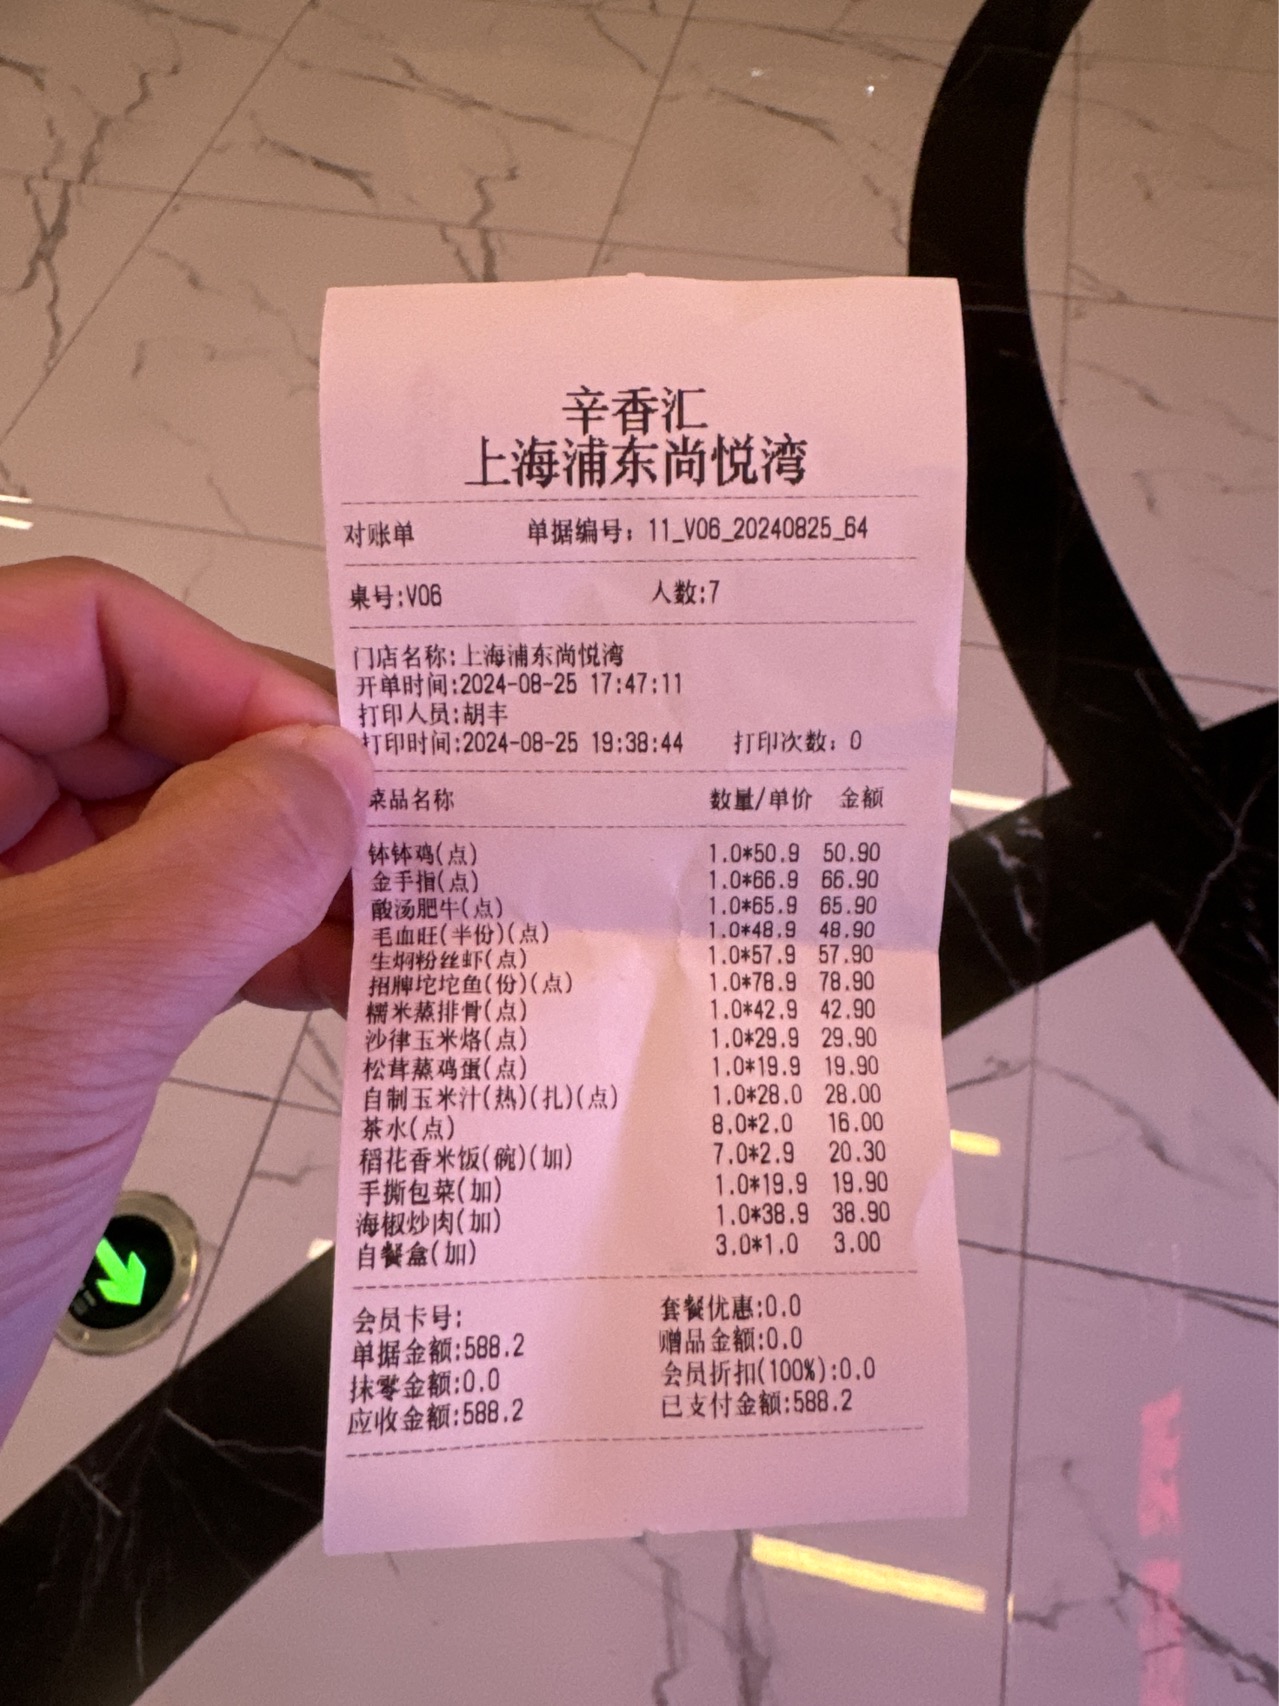 辛香汇
上海浦东尚悦湾
对账单 单据编号：11_V06_20240825_64
桌号:V06 人数:7
门店名称:上海浦东尚悦湾
开单时间:2024-08-25 17:47:11
打印人员:胡丰
打印时间:2024-08-25 19:38:44 打印次数：0
菜品名称 数量/单价 金额
钵钵鸡(点) 1.0*50.9 50.90
金手指(点) 1.0*66.9 66.90
酸汤肥牛(点) 1.0*65.9 65.90
毛血旺(半份)(点) 1.0*48.9 48.90
生焗粉丝虾(点) 1.0*57.9 57.90
招牌坨坨鱼(份)(点) 1.0*78.9 78.90
糯米蒸排骨(点) 1.0*42.9 42.90
沙律玉米烙(点) 1.0*29.9 29.90
松茸蒸鸡蛋(点) 1.0*19.9 19.90
自制玉米汁(热)(扎)(点) 1.0*28.0 28.00
茶水(点) 8.0*2.0 16.00
稻花香米饭(碗)(加) 7.0*2.9 20.30
手撕包菜(加) 1.0*19.9 19.90
海椒炒肉(加) 1.0*38.9 38.90
自餐盒(加) 3.0*1.0 3.00
会员卡号: 套餐优惠:0.0
单据金额:588.2 赠品金额:0.0
抹零金额:0.0 会员折扣(100%):0.0
应收金额:588.2 已支付金额:588.2